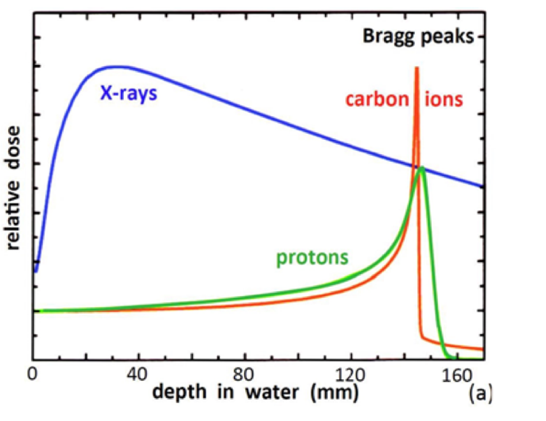 Bragg peaks
X-rays
carbon ions
protons
relative dose
0 40 80 120 160
depth in water (mm) (a)